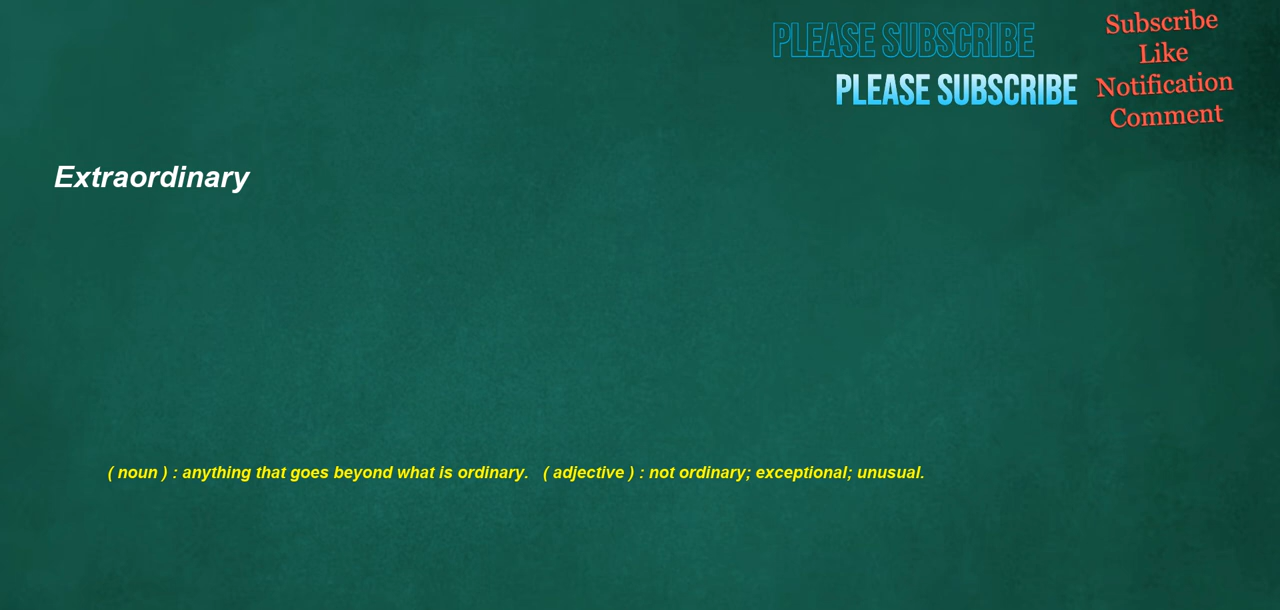 PLEASE SUBSCRIBE
PLEASE SUBSCRIBE
Subscribe
Like
Notification
Comment
Extraordinary
( noun ) : anything that goes beyond what is ordinary.   ( adjective ) : not ordinary; exceptional; unusual.